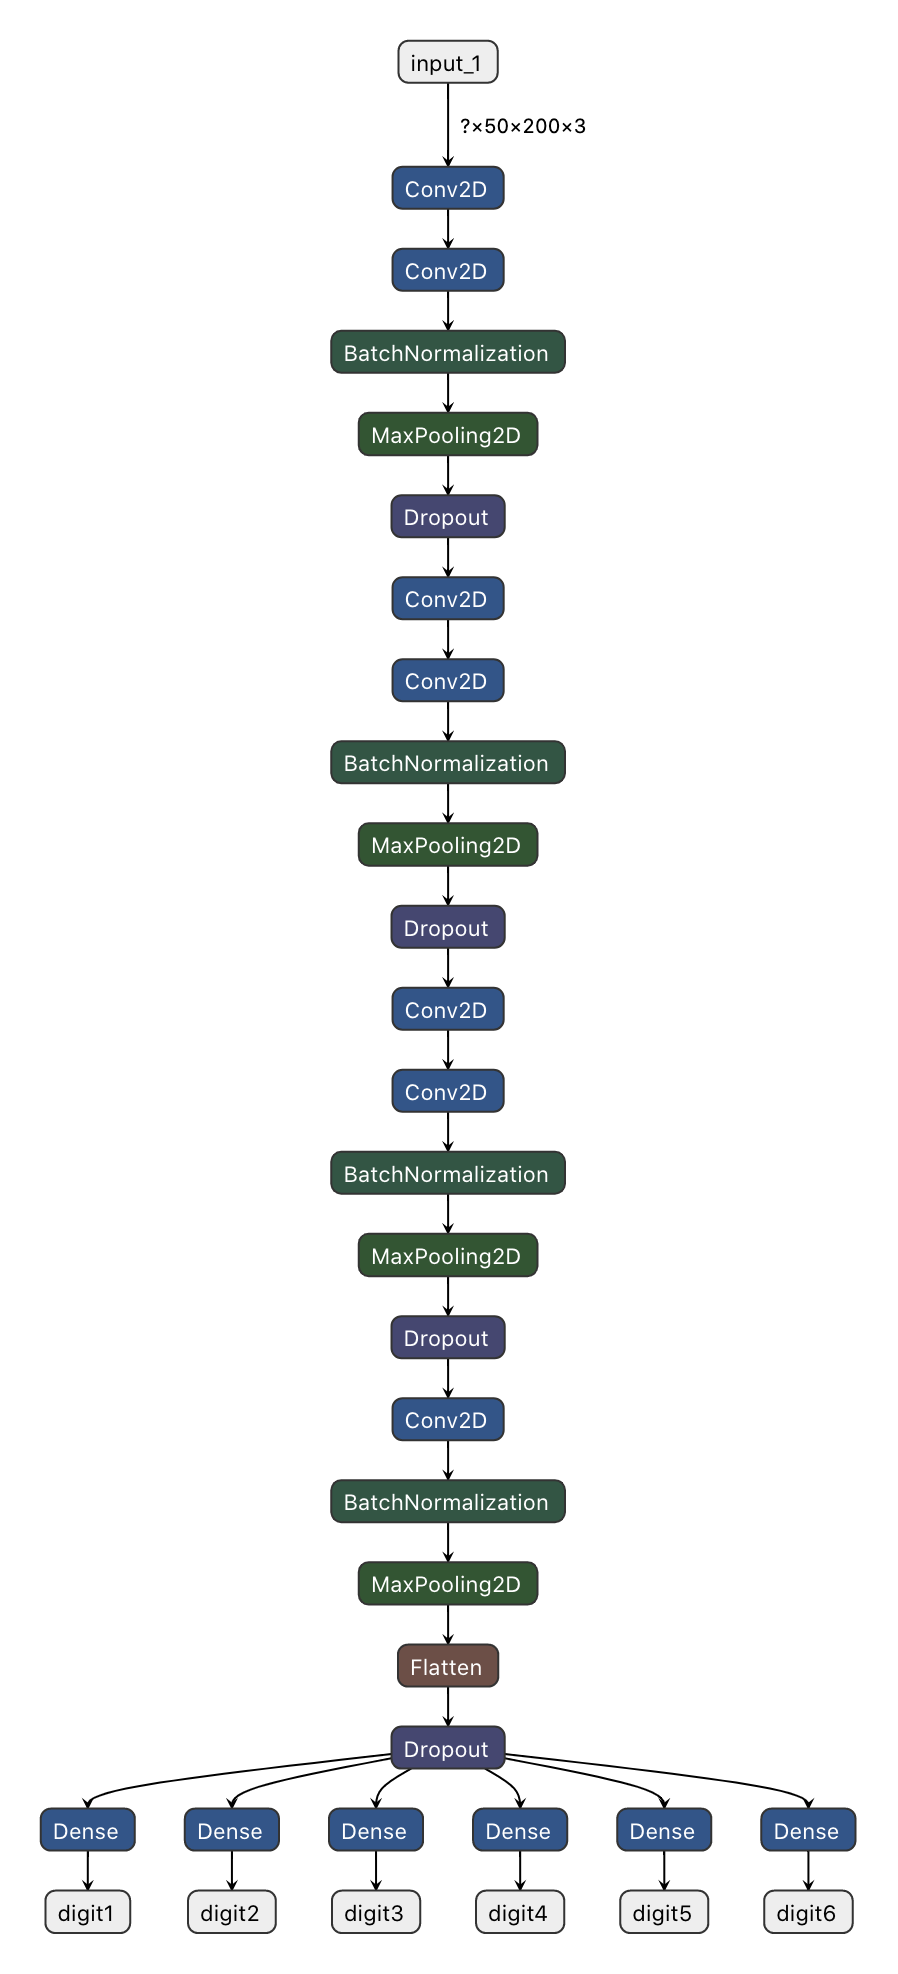 input_1
?×50×200×3
Conv2D
Conv2D
BatchNormalization
MaxPooling2D
Dropout
Conv2D
Conv2D
BatchNormalization
MaxPooling2D
Dropout
Conv2D
Conv2D
BatchNormalization
MaxPooling2D
Dropout
Conv2D
BatchNormalization
MaxPooling2D
Flatten
Dropout
Dense Dense Dense Dense Dense Dense
digit1 digit2 digit3 digit4 digit5 digit6